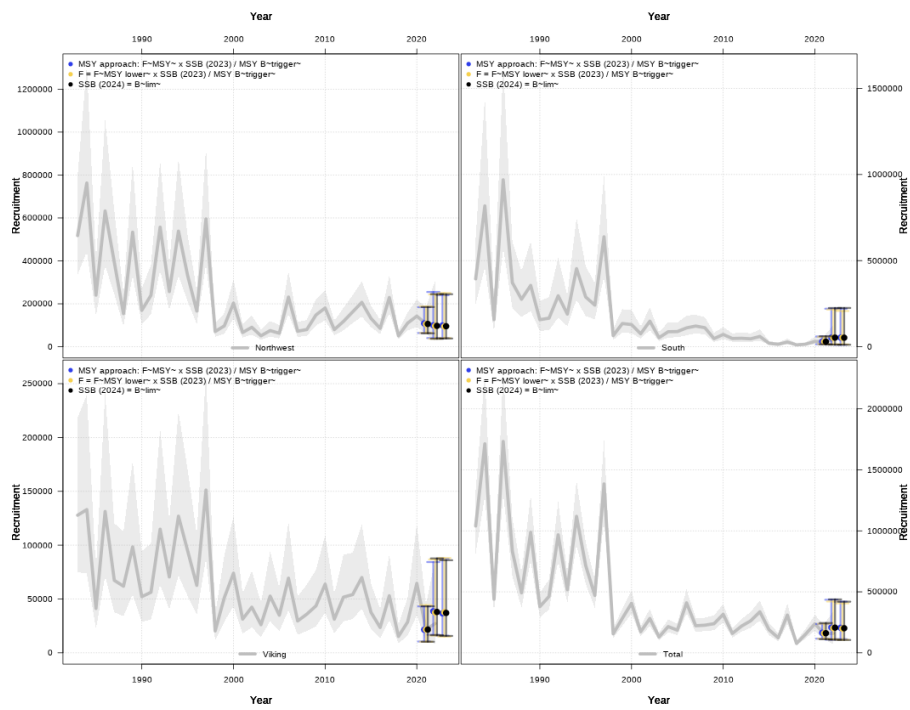 Year
1990 2000 2010 2020 1990 2000 2010 2020
MSY approach: F~MSY~ x SSB (2023) / MSY B~trigger~
F = F~MSY lower~ x SSB (2023) / MSY B~trigger~
SSB (2024) = B~lim~
1200000
1000000
800000
600000
400000
200000
0
Recruitment
Northwest
MSY approach: F~MSY~ x SSB (2023) / MSY B~trigger~
F = F~MSY lower~ x SSB (2023) / MSY B~trigger~
SSB (2024) = B~lim~
1500000
1000000
500000
0
Recruitment
South
MSY approach: F~MSY~ x SSB (2023) / MSY B~trigger~
F = F~MSY lower~ x SSB (2023) / MSY B~trigger~
SSB (2024) = B~lim~
250000
200000
150000
100000
50000
0
Recruitment
Viking
MSY approach: F~MSY~ x SSB (2023) / MSY B~trigger~
F = F~MSY lower~ x SSB (2023) / MSY B~trigger~
SSB (2024) = B~lim~
2000000
1500000
1000000
500000
0
Recruitment
Total
1990 2000 2010 2020 1990 2000 2010 2020
Year Year
Year